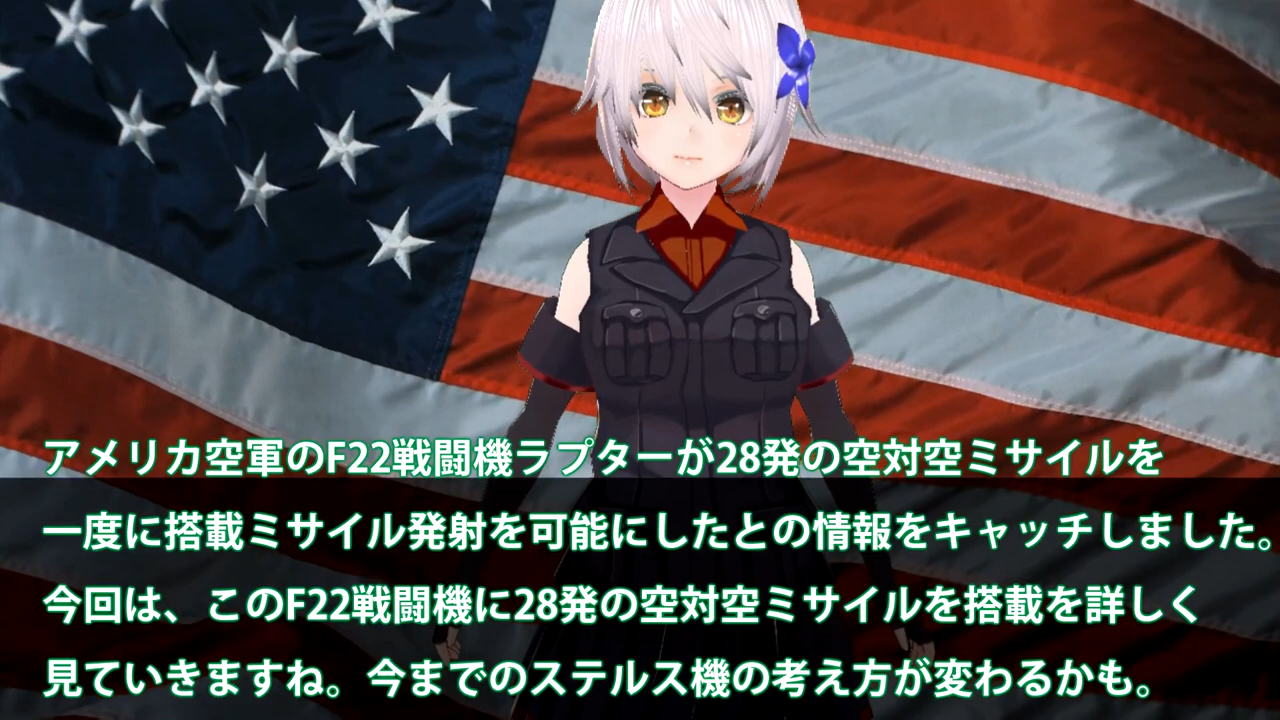 アメリカ空軍のF22戦闘機ラプターが28発の空対空ミサイルを
一度に搭載ミサイル発射を可能にしたとの情報をキャッチしました。
今回は、このF22戦闘機に28発の空対空ミサイルを搭載を詳しく
見ていきますね。今までのステルス機の考え方が変わるかも。